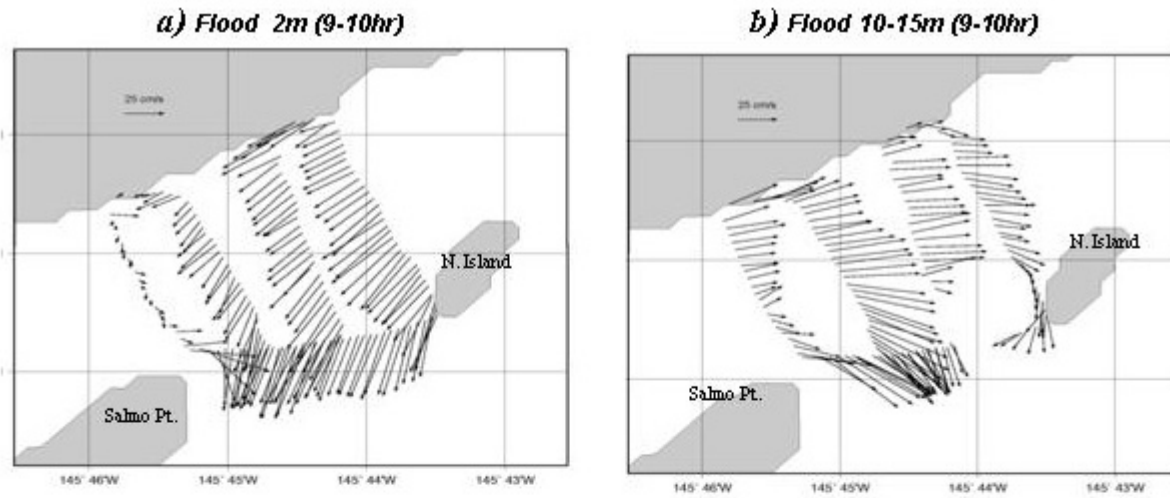 a) Flood 2m (9-10hr)
25 cm/s
N. Island
Salmo Pt.
145° 46'W 145° 45'W 145° 44'W 145° 43'W
b) Flood 10-15m (9-10hr)
25 cm/s
N. Island
Salmo Pt.
145° 46'W 145° 45'W 145° 44'W 145° 43'W